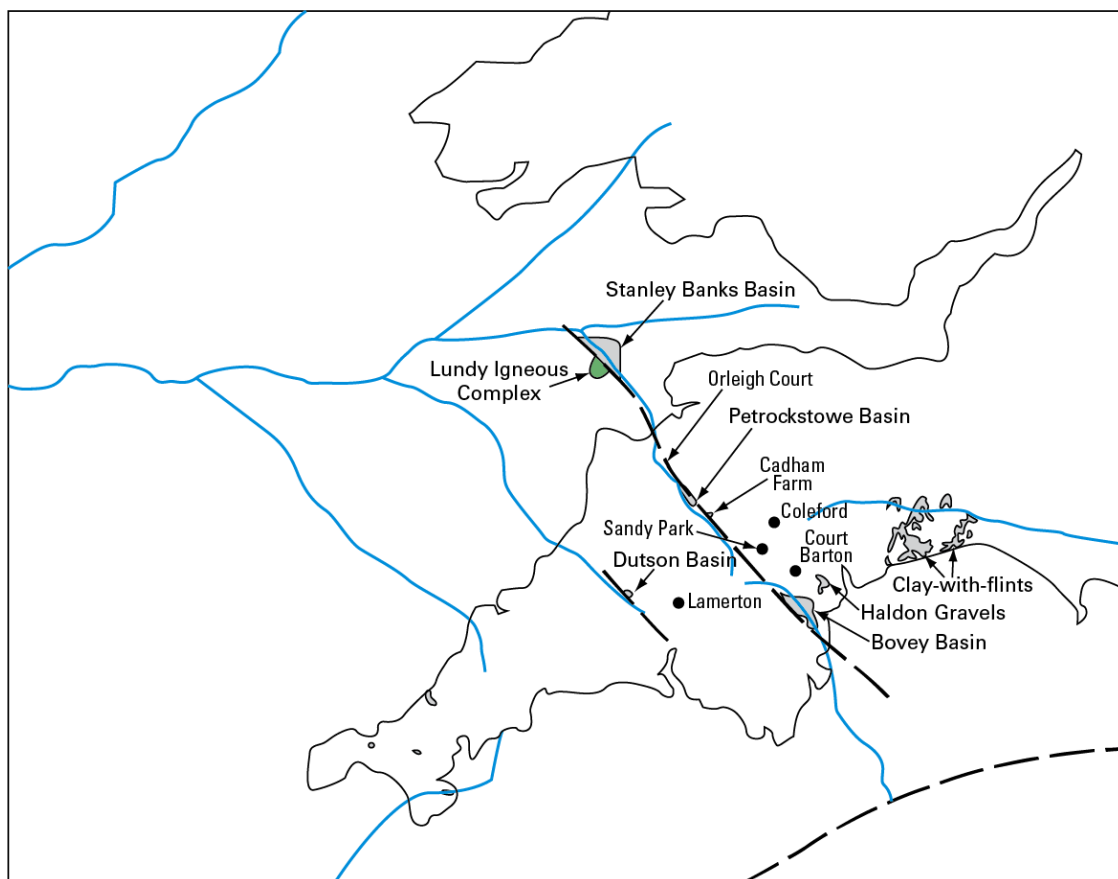 Stanley Banks Basin
Lundy Igneous
Complex
Orleigh Court
Petrockstowe Basin
Cadham
Farm
Coleford
Sandy Park
Court
Barton
Dutson Basin
Clay-with-flints
Lamerton
Haldon Gravels
Bovey Basin